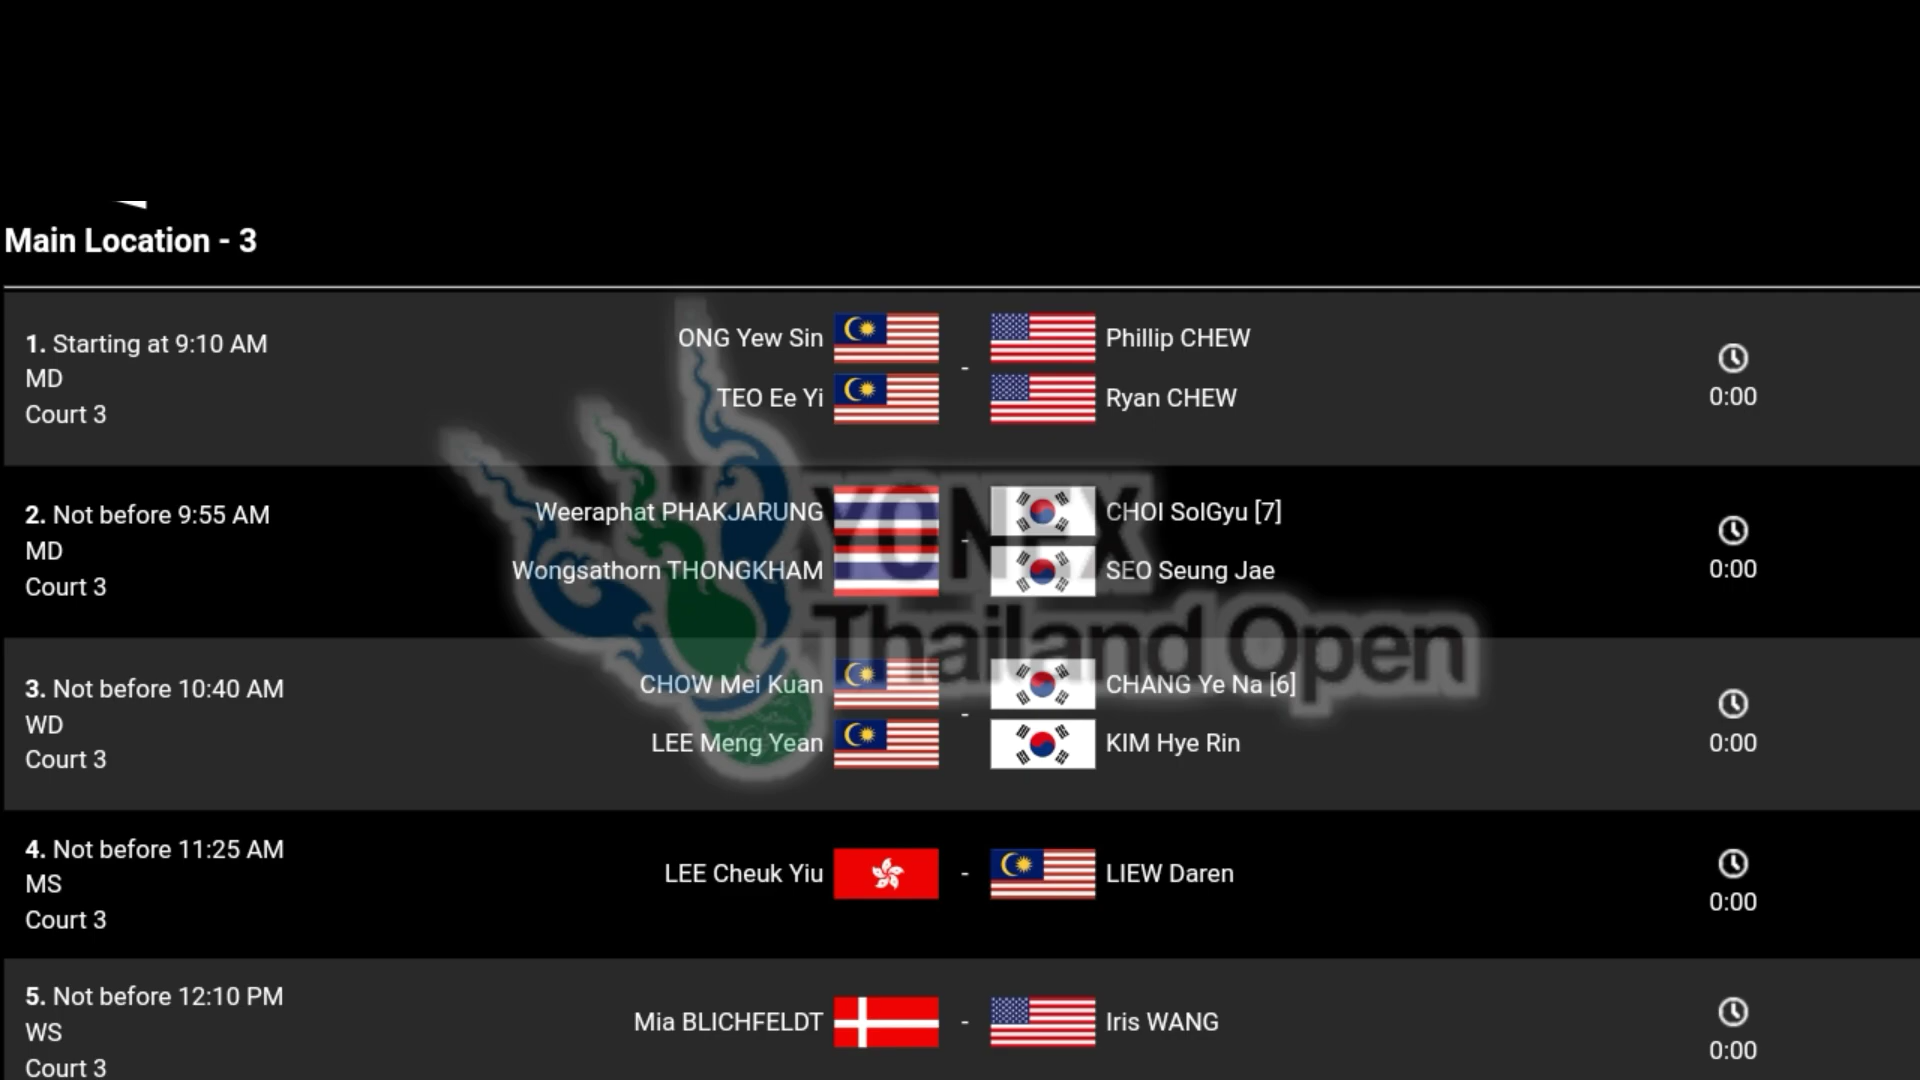 Main Location - 3
1. Starting at 9:10 AM
MD
Court 3
ONG Yew Sin
TEO Ee Yi
-
Phillip CHEW
Ryan CHEW
0:00
2. Not before 9:55 AM
MD
Court 3
Weeraphat PHAKJARUNG
Wongsathorn THONGKHAM
-
CHOI SolGyu [7]
SEO Seung Jae
0:00
3. Not before 10:40 AM
WD
Court 3
CHOW Mei Kuan
LEE Meng Yean
-
CHANG Ye Na [6]
KIM Hye Rin
0:00
4. Not before 11:25 AM
MS
Court 3
LEE Cheuk Yiu
-
LIEW Daren
0:00
5. Not before 12:10 PM
WS
Court 3
Mia BLICHFELDT
-
Iris WANG
0:00
YONEX
Thailand Open